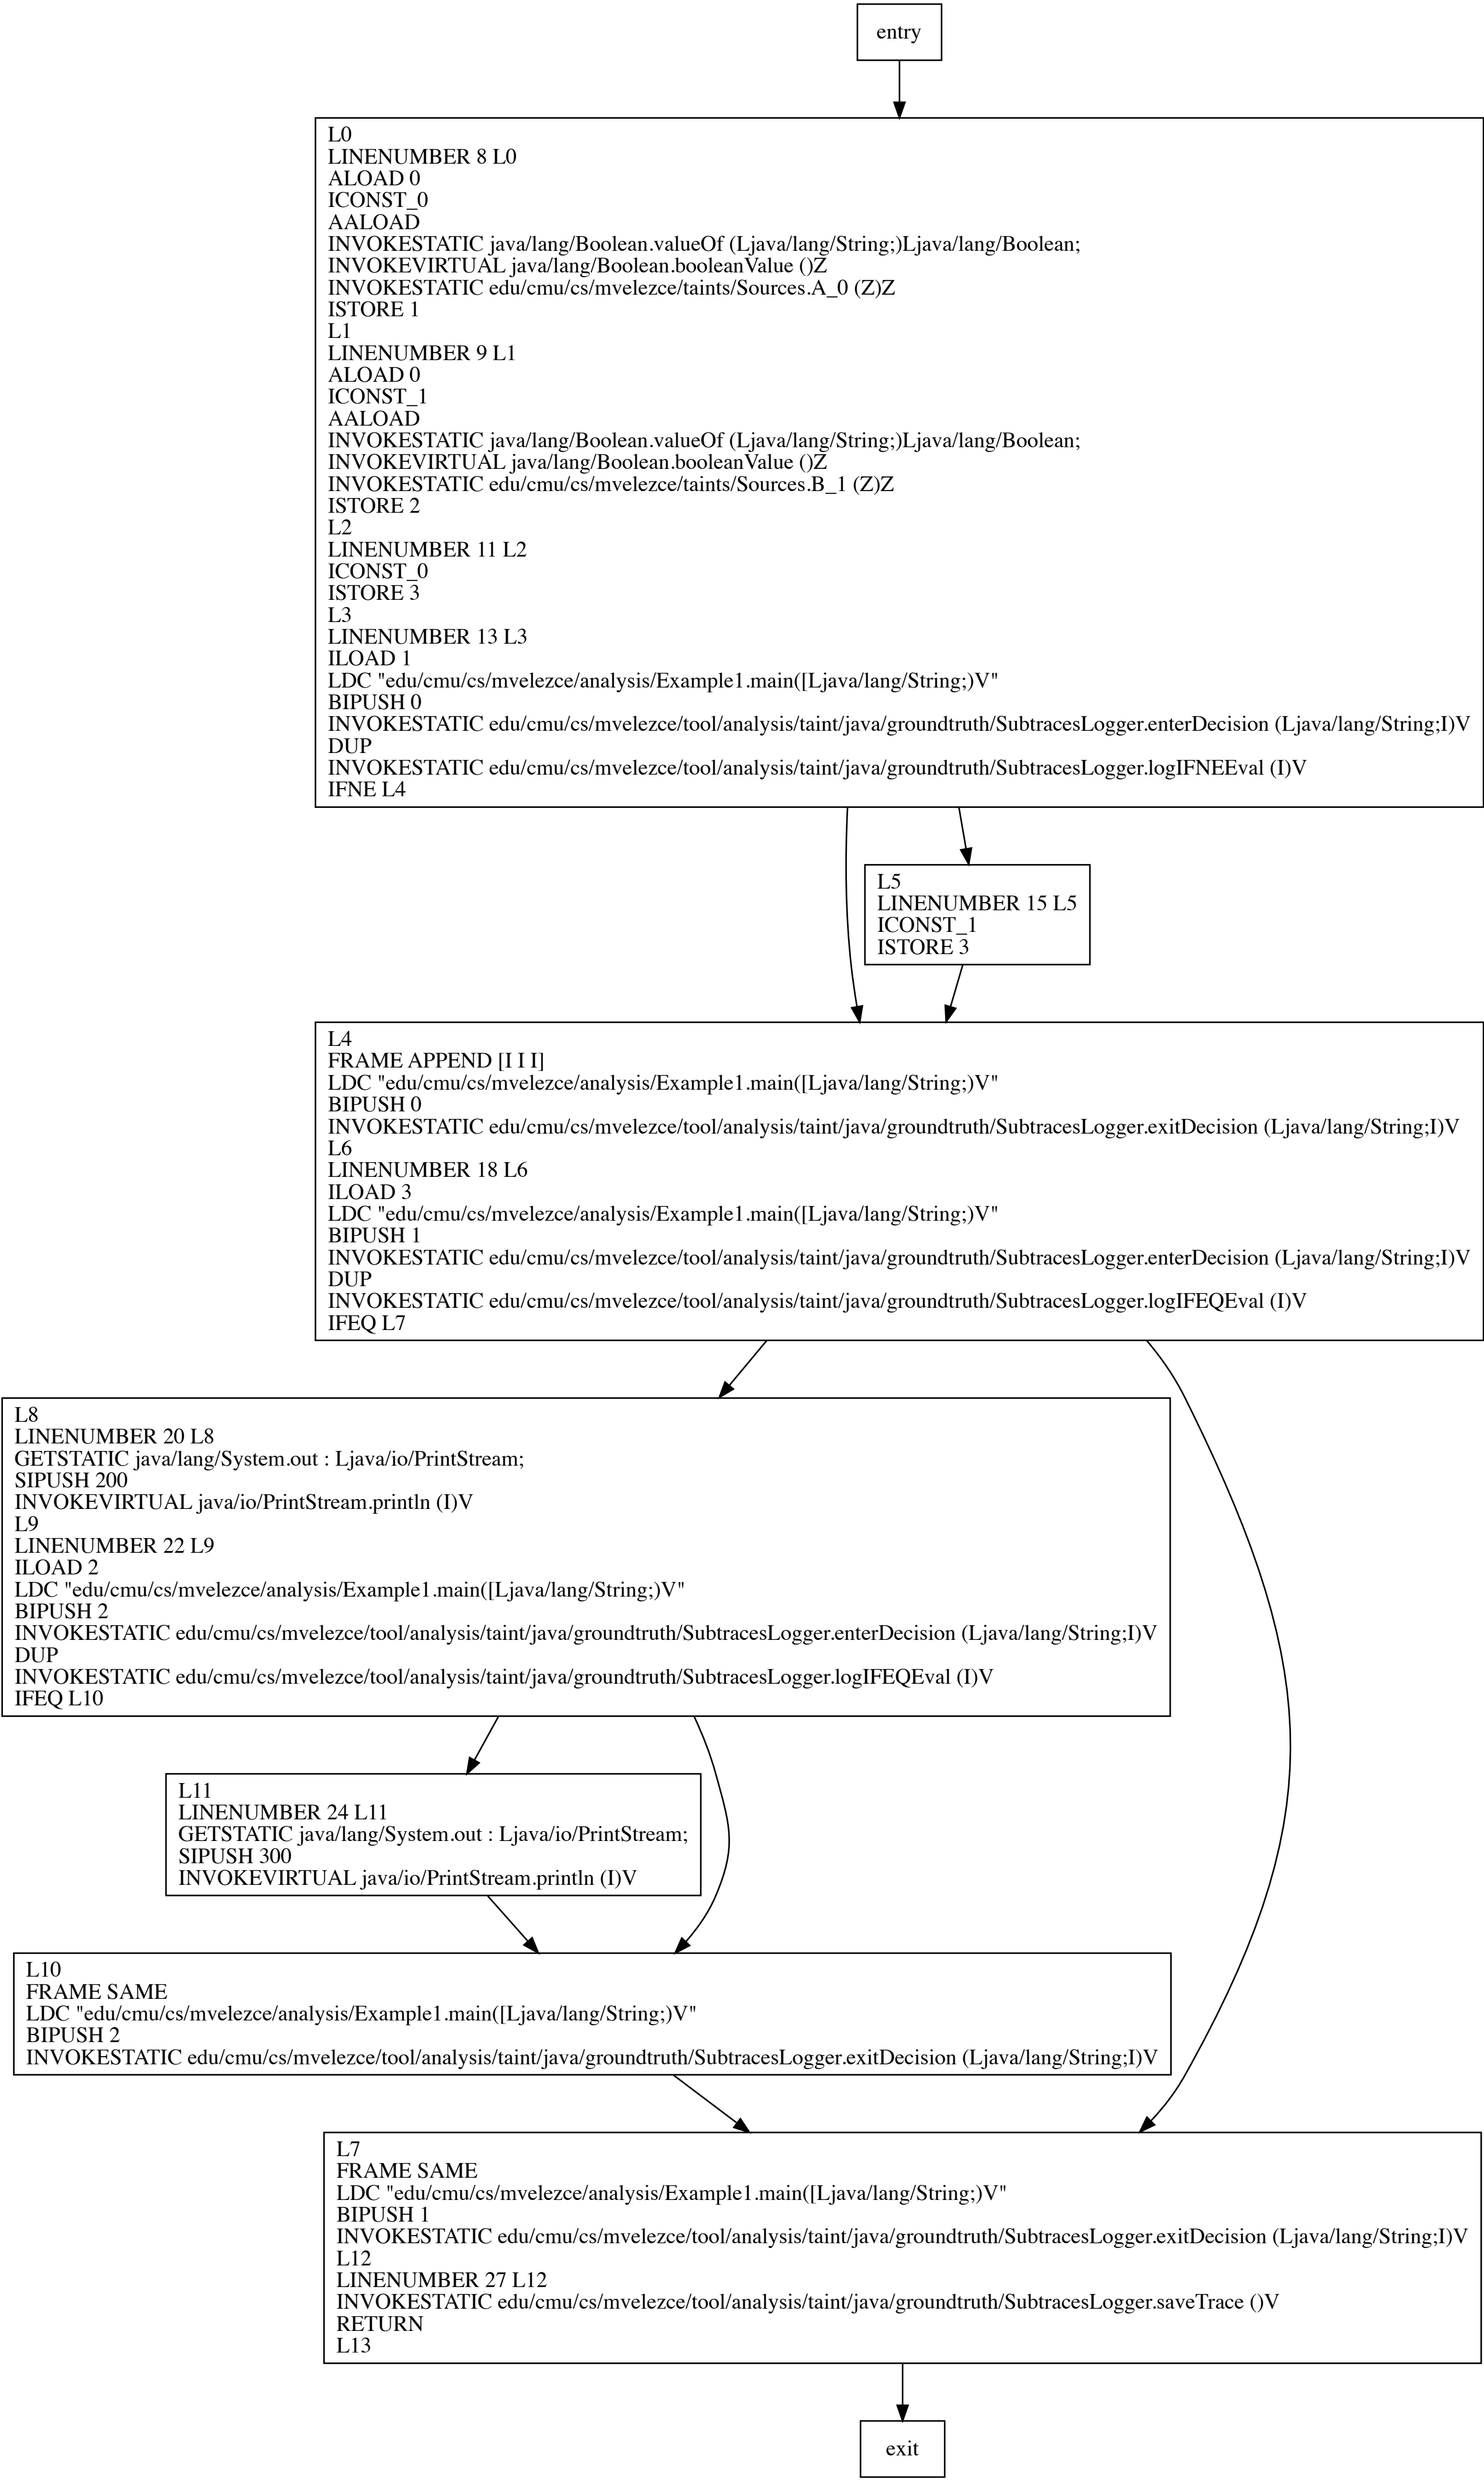 entry
L0
LINENUMBER 8 L0
ALOAD 0
ICONST_0
AALOAD
INVOKESTATIC java/lang/Boolean.valueOf (Ljava/lang/String;)Ljava/lang/Boolean;
INVOKEVIRTUAL java/lang/Boolean.booleanValue ()Z
INVOKESTATIC edu/cmu/cs/mvelezce/taints/Sources.A_0 (Z)Z
ISTORE 1
L1
LINENUMBER 9 L1
ALOAD 0
ICONST_1
AALOAD
INVOKESTATIC java/lang/Boolean.valueOf (Ljava/lang/String;)Ljava/lang/Boolean;
INVOKEVIRTUAL java/lang/Boolean.booleanValue ()Z
INVOKESTATIC edu/cmu/cs/mvelezce/taints/Sources.B_1 (Z)Z
ISTORE 2
L2
LINENUMBER 11 L2
ICONST_0
ISTORE 3
L3
LINENUMBER 13 L3
ILOAD 1
LDC "edu/cmu/cs/mvelezce/analysis/Example1.main([Ljava/lang/String;)V"
BIPUSH 0
INVOKESTATIC edu/cmu/cs/mvelezce/tool/analysis/taint/java/groundtruth/SubtracesLogger.enterDecision (Ljava/lang/String;I)V
DUP
INVOKESTATIC edu/cmu/cs/mvelezce/tool/analysis/taint/java/groundtruth/SubtracesLogger.logIFNEEval (I)V
IFNE L4
L5
LINENUMBER 15 L5
ICONST_1
ISTORE 3
L4
FRAME APPEND [I I I]
LDC "edu/cmu/cs/mvelezce/analysis/Example1.main([Ljava/lang/String;)V"
BIPUSH 0
INVOKESTATIC edu/cmu/cs/mvelezce/tool/analysis/taint/java/groundtruth/SubtracesLogger.exitDecision (Ljava/lang/String;I)V
L6
LINENUMBER 18 L6
ILOAD 3
LDC "edu/cmu/cs/mvelezce/analysis/Example1.main([Ljava/lang/String;)V"
BIPUSH 1
INVOKESTATIC edu/cmu/cs/mvelezce/tool/analysis/taint/java/groundtruth/SubtracesLogger.enterDecision (Ljava/lang/String;I)V
DUP
INVOKESTATIC edu/cmu/cs/mvelezce/tool/analysis/taint/java/groundtruth/SubtracesLogger.logIFEQEval (I)V
IFEQ L7
L8
LINENUMBER 20 L8
GETSTATIC java/lang/System.out : Ljava/io/PrintStream;
SIPUSH 200
INVOKEVIRTUAL java/io/PrintStream.println (I)V
L9
LINENUMBER 22 L9
ILOAD 2
LDC "edu/cmu/cs/mvelezce/analysis/Example1.main([Ljava/lang/String;)V"
BIPUSH 2
INVOKESTATIC edu/cmu/cs/mvelezce/tool/analysis/taint/java/groundtruth/SubtracesLogger.enterDecision (Ljava/lang/String;I)V
DUP
INVOKESTATIC edu/cmu/cs/mvelezce/tool/analysis/taint/java/groundtruth/SubtracesLogger.logIFEQEval (I)V
IFEQ L10
L11
LINENUMBER 24 L11
GETSTATIC java/lang/System.out : Ljava/io/PrintStream;
SIPUSH 300
INVOKEVIRTUAL java/io/PrintStream.println (I)V
L10
FRAME SAME
LDC "edu/cmu/cs/mvelezce/analysis/Example1.main([Ljava/lang/String;)V"
BIPUSH 2
INVOKESTATIC edu/cmu/cs/mvelezce/tool/analysis/taint/java/groundtruth/SubtracesLogger.exitDecision (Ljava/lang/String;I)V
L7
FRAME SAME
LDC "edu/cmu/cs/mvelezce/analysis/Example1.main([Ljava/lang/String;)V"
BIPUSH 1
INVOKESTATIC edu/cmu/cs/mvelezce/tool/analysis/taint/java/groundtruth/SubtracesLogger.exitDecision (Ljava/lang/String;I)V
L12
LINENUMBER 27 L12
INVOKESTATIC edu/cmu/cs/mvelezce/tool/analysis/taint/java/groundtruth/SubtracesLogger.saveTrace ()V
RETURN
L13
exit